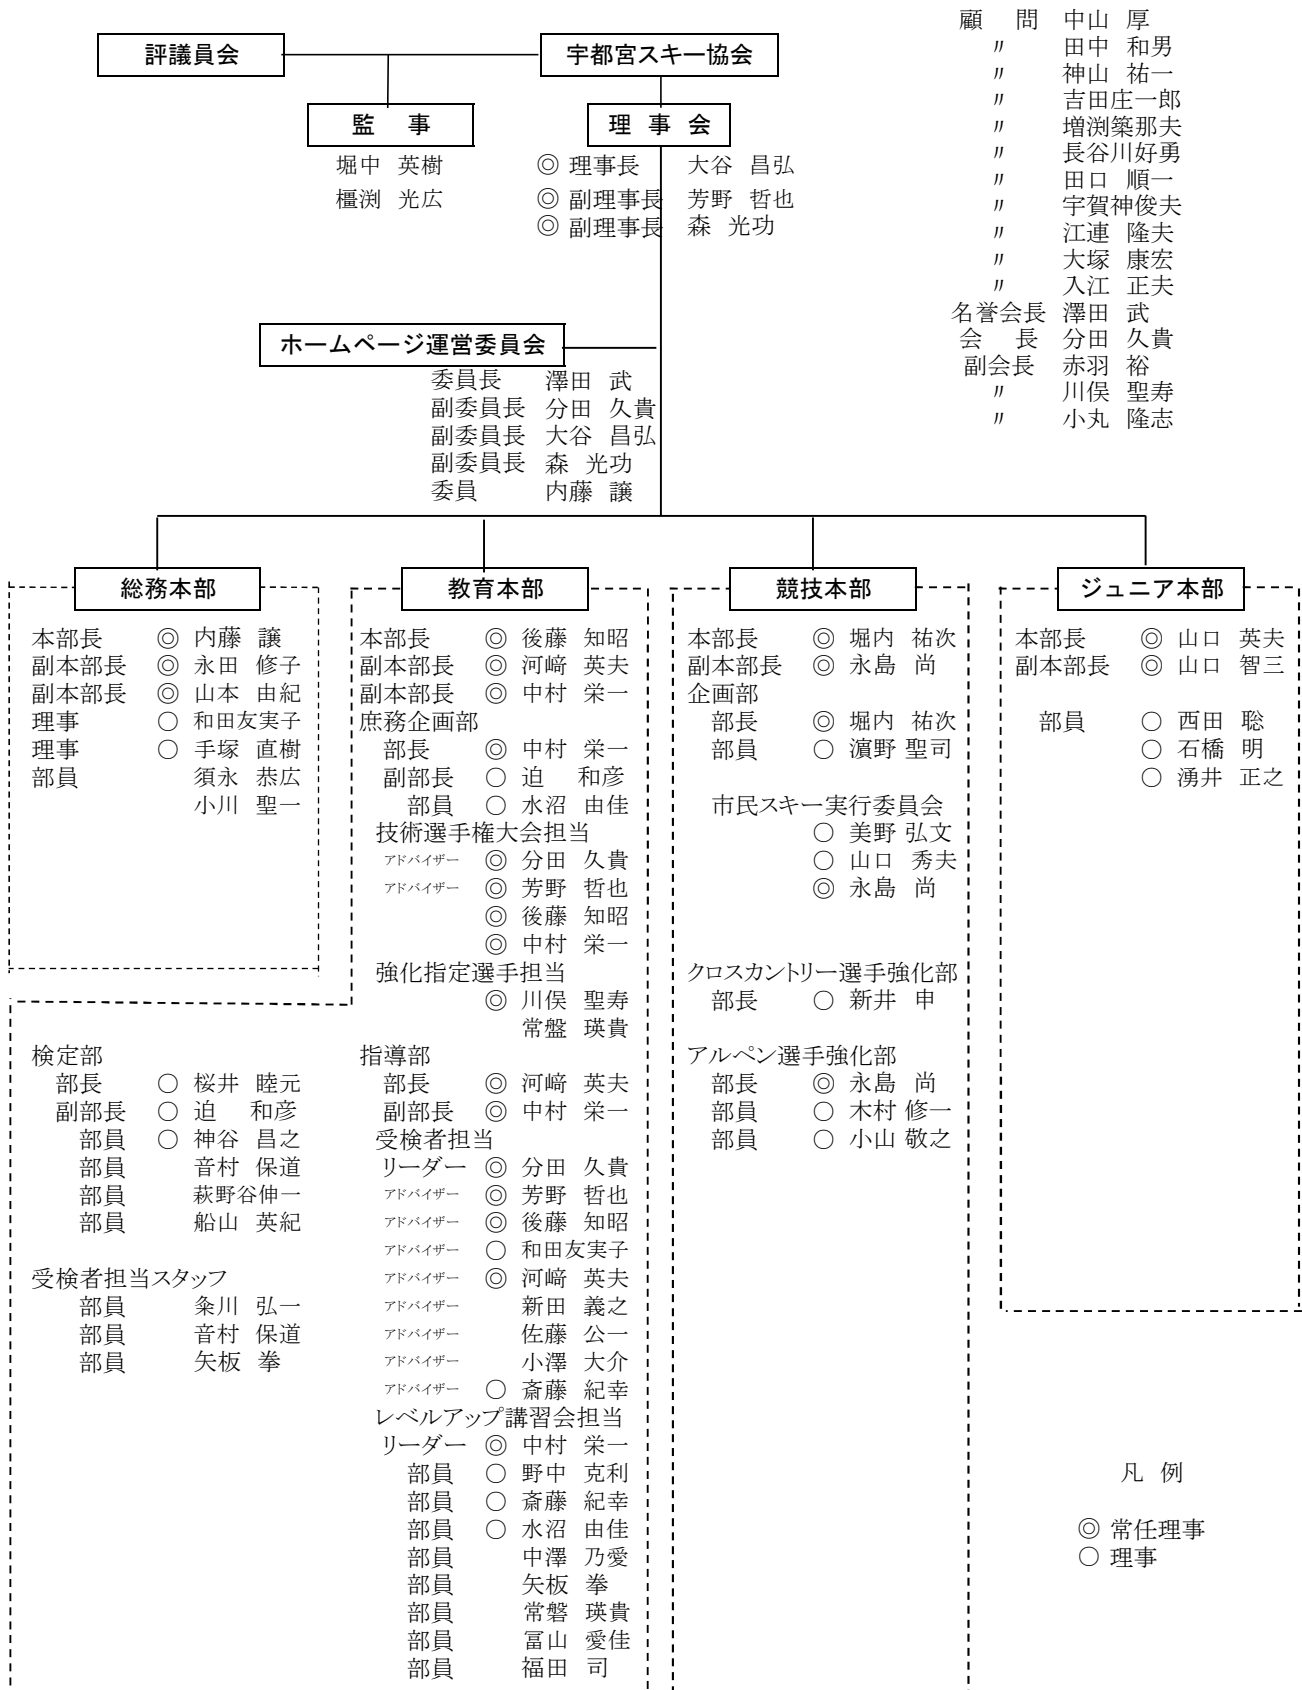 顧 問 中山 厚
〃 田中 和男
〃 神山 祐一
〃 吉田庄一郎
〃 増渕築那夫
〃 長谷川好勇
〃 田口 順一
〃 宇賀神俊夫
〃 江連 隆夫
〃 大塚 康宏
〃 入江 正夫
名誉会長 澤田 武
会 長 分田 久貴
副会長 赤羽 裕
〃 川俣 聖寿
〃 小丸 隆志
評議員会
宇都宮スキー協会
監 事
堀中 英樹
橿渕 光広
理 事 会
◎ 理事長 大谷 昌弘
◎ 副理事長 芳野 哲也
◎ 副理事長 森 光功
ホームページ運営委員会
委員長 澤田 武
副委員長 分田 久貴
副委員長 大谷 昌弘
副委員長 森 光功
委員 内藤 譲
総務本部
本部長 ◎ 内藤 譲
副本部長 ◎ 永田 修子
副本部長 ◎ 山本 由紀
理事 ○ 和田友実子
理事 ○ 手塚 直樹
部員 須永 恭広
小川 聖一
教育本部
本部長 ◎ 後藤 知昭
副本部長 ◎ 河﨑 英夫
副本部長 ◎ 中村 栄一
庶務企画部
部長 ◎ 中村 栄一
副部長 ○ 迫 和彦
部員 ○ 水沼 由佳
技術選手権大会担当
アドバイザー ◎ 分田 久貴
アドバイザー ◎ 芳野 哲也
◎ 後藤 知昭
◎ 中村 栄一
強化指定選手担当
◎ 川俣 聖寿
常盤 瑛貴
検定部
部長 ○ 桜井 睦元
副部長 ○ 迫 和彦
部員 ○ 神谷 昌之
部員 音村 保道
部員 萩野谷伸一
部員 船山 英紀
受検者担当スタッフ
部員 粂川 弘一
部員 音村 保道
部員 矢板 拳
指導部
部長 ◎ 河﨑 英夫
副部長 ◎ 中村 栄一
受検者担当
リーダー ◎ 分田 久貴
アドバイザー ◎ 芳野 哲也
アドバイザー ◎ 後藤 知昭
アドバイザー ○ 和田友実子
アドバイザー ◎ 河﨑 英夫
アドバイザー 新田 義之
アドバイザー 佐藤 公一
アドバイザー 小澤 大介
アドバイザー ○ 斎藤 紀幸
レベルアップ講習会担当
リーダー ◎ 中村 栄一
部員 ○ 野中 克利
部員 ○ 斎藤 紀幸
部員 ○ 水沼 由佳
部員 中澤 乃愛
部員 矢板 拳
部員 常磐 瑛貴
部員 冨山 愛佳
部員 福田 司
競技本部
本部長 ◎ 堀内 祐次
副本部長 ◎ 永島 尚
企画部
部長 ◎ 堀内 祐次
部員 ○ 濵野 聖司
市民スキー実行委員会
○ 美野 弘文
○ 山口 秀夫
◎ 永島 尚
クロスカントリー選手強化部
部長 ○ 新井 申
アルペン選手強化部
部長 ◎ 永島 尚
部員 ○ 木村 修一
部員 ○ 小山 敬之
ジュニア本部
本部長 ◎ 山口 英夫
副本部長 ◎ 山口 智三
部員 ○ 西田 聡
○ 石橋 明
○ 湧井 正之
凡 例
◎ 常任理事
○ 理事